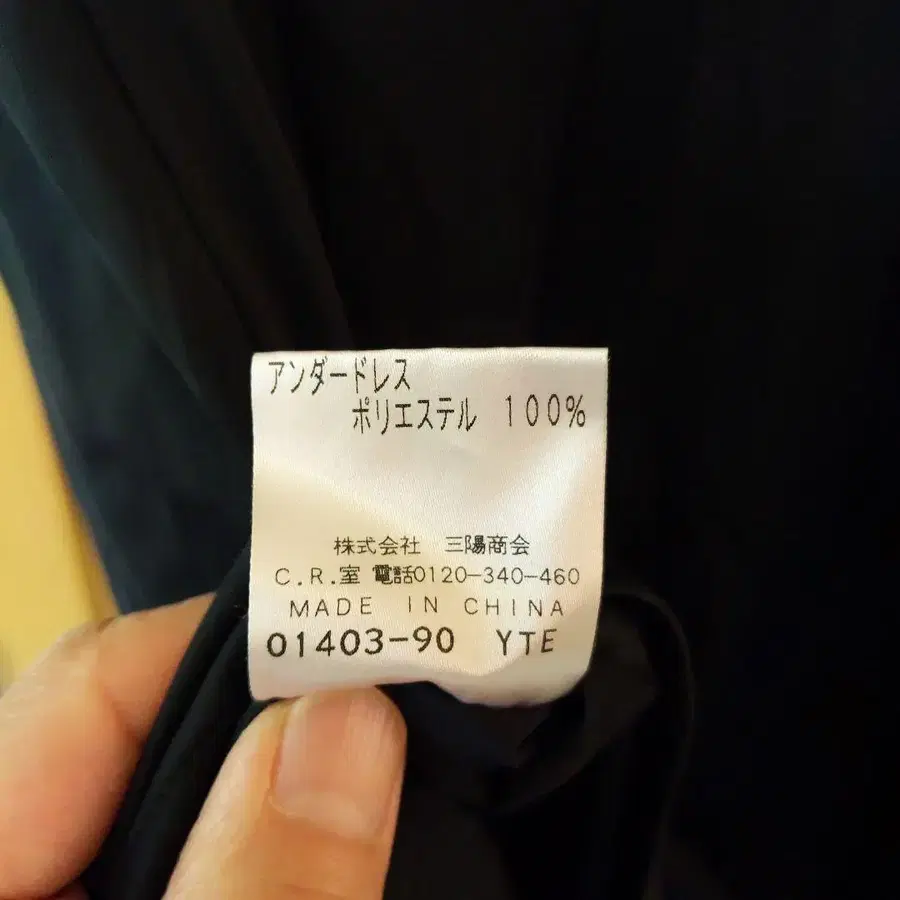 アンダードレス
ポリエステル 100%
株式会社 三陽商会
C.R.室 電話0120-340-460
MADE IN CHINA
01403-90 YTE